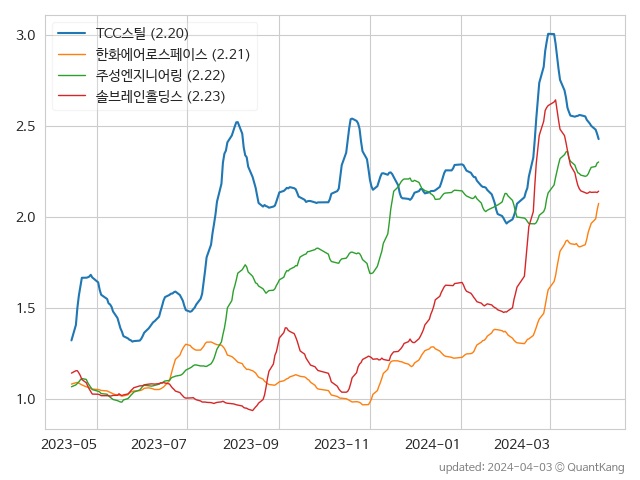 TCC스틸 (2.20)
한화에어로스페이스 (2.21)
주성엔지니어링 (2.22)
솔브레인홀딩스 (2.23)
3.0
2.5
2.0
1.5
1.0
2023-05 2023-07 2023-09 2023-11 2024-01 2024-03
updated: 2024-04-03 © QuantKang